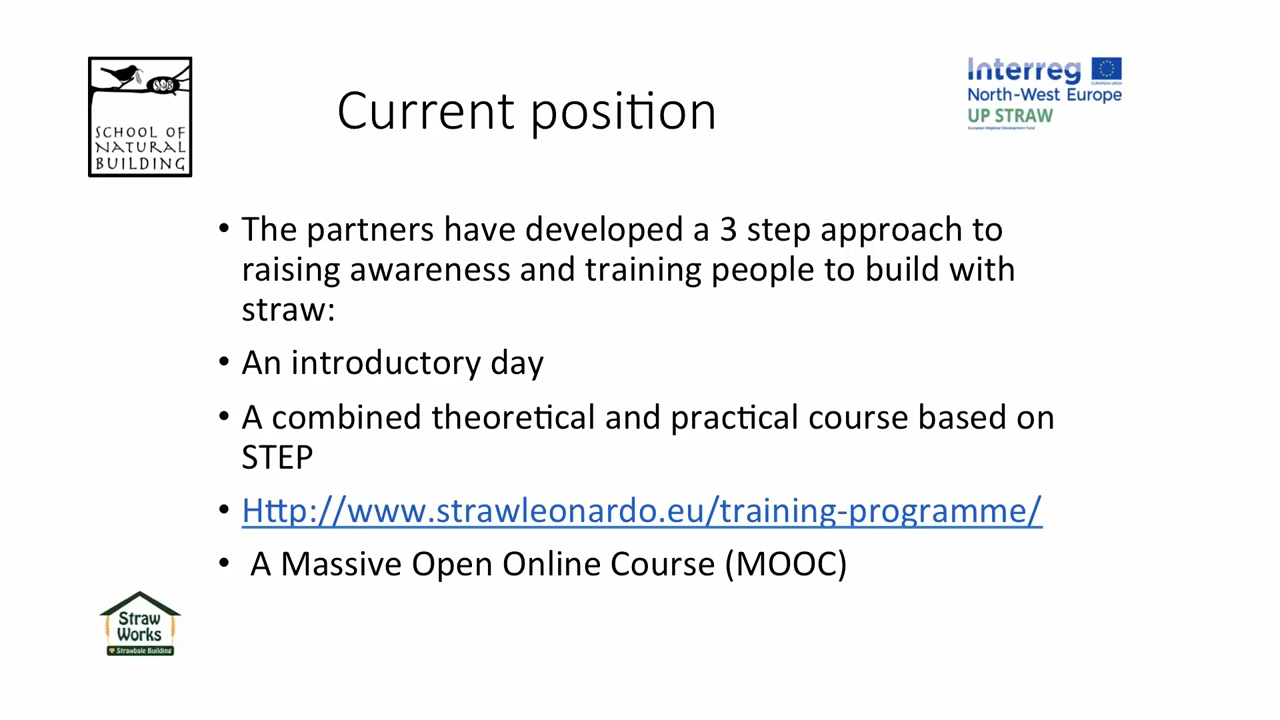 SNB
SCHOOL OF
NATURAL
BUILDING
Current position
Interreg
EUROPEAN UNION
North-West Europe
UP STRAW
European Regional Development Fund
• The partners have developed a 3 step approach to
raising awareness and training people to build with
straw:
• An introductory day
• A combined theoretical and practical course based on
STEP
• Http://www.strawleonardo.eu/training-programme/
• A Massive Open Online Course (MOOC)
Straw
Works
Strawbale Building